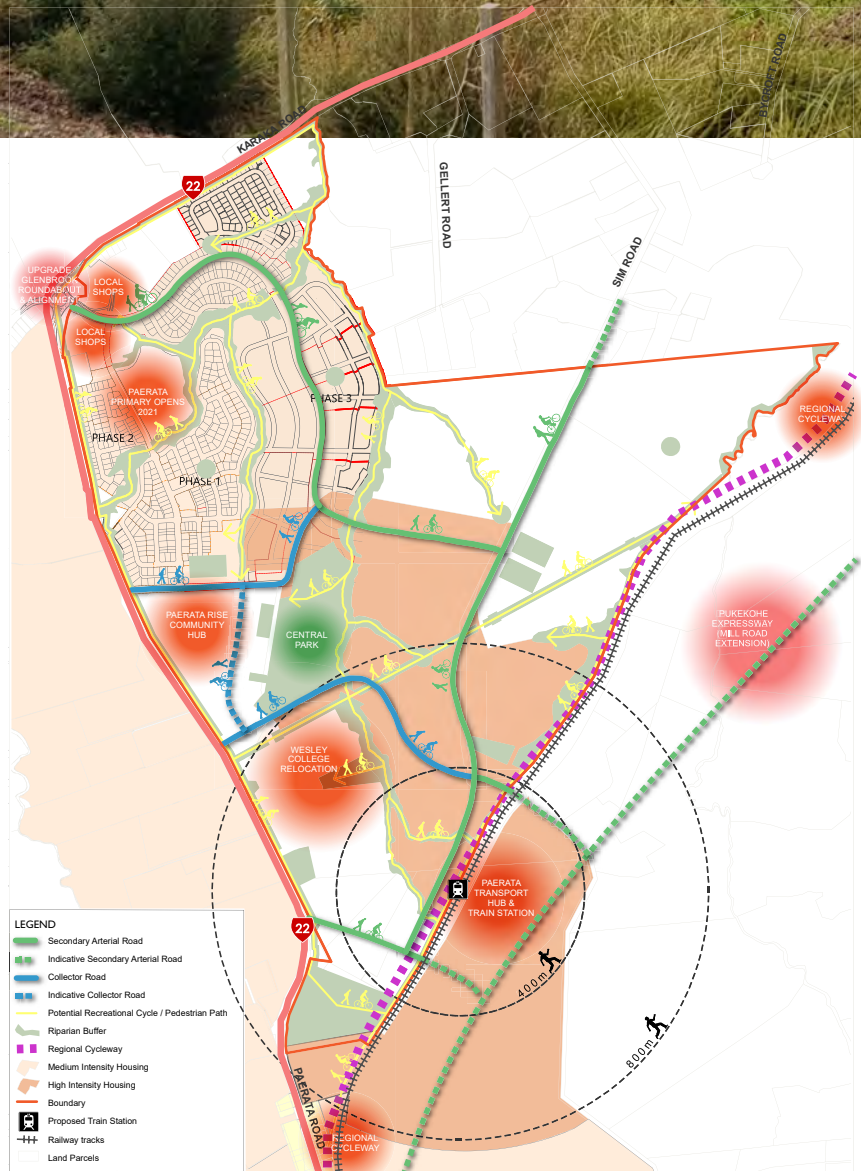 KARAKA ROAD
BURTT ROAD
GELLERT ROAD
SIM ROAD
22
UPGRADE
GLENBROOK
ROUNDABOUT
& ALIGNMENT
LOCAL
SHOPS
LOCAL
SHOPS
PAERATA
PRIMARY OPENS
2021
PHASE 3
PHASE 2
PHASE 1
REGIONAL
CYCLEWAY
PAERATA RISE
COMMUNITY
HUB
CENTRAL
PARK
PUKEKOHE
EXPRESSWAY
(MILL ROAD
EXTENSION)
WESLEY
COLLEGE
RELOCATION
PAERATA
TRANSPORT
HUB &
TRAIN STATION
22
400m
800m
PAERATA ROAD
REGIONAL
CYCLEWAY
LEGEND
Secondary Arterial Road
Indicative Secondary Arterial Road
Collector Road
Indicative Collector Road
Potential Recreational Cycle / Pedestrian Path
Riparian Buffer
Regional Cycleway
Medium Intensity Housing
High Intensity Housing
Boundary
Proposed Train Station
Railway tracks
Land Parcels